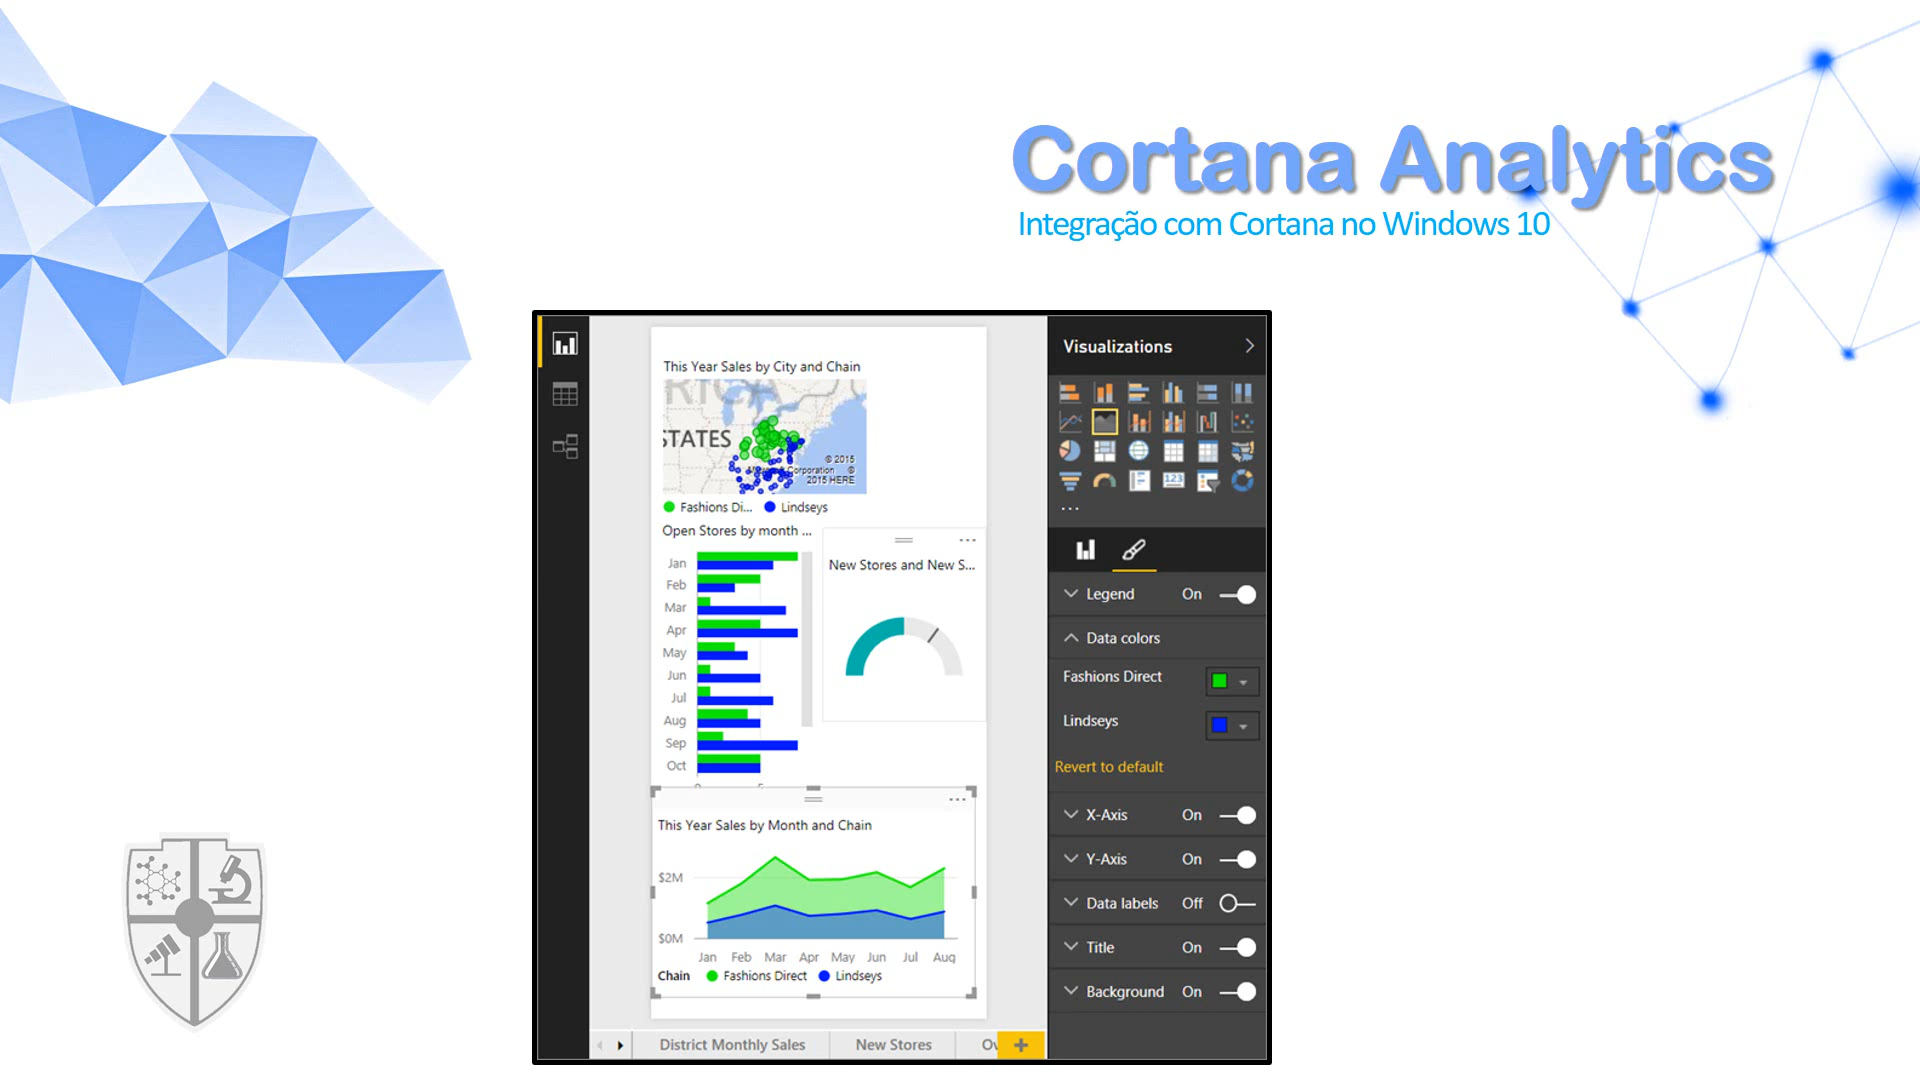 Cortana Analytics
Integração com Cortana no Windows 10
This Year Sales by City and Chain
STATES
© 2015
Corporation ©
2015 HERE
Fashions Di... Lindseys
Open Stores by month ...
Jan
Feb
Mar
Apr
May
Jun
Jul
Aug
Sep
Oct
New Stores and New S...
This Year Sales by Month and Chain
$2M
$0M
Jan Feb Mar Apr May Jun Jul Aug
Chain Fashions Direct Lindseys
District Monthly Sales New Stores +
Visualizations
123
...
Legend On
Data colors
Fashions Direct
Lindseys
Revert to default
X-Axis On
Y-Axis On
Data labels Off
Title On
Background On